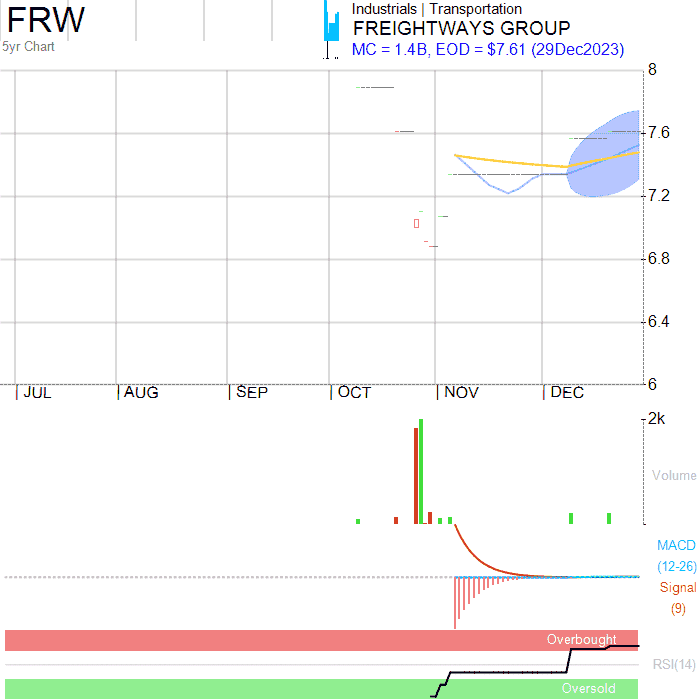 FRW
Industrials | Transportation
FREIGHTWAYS GROUP
5yr Chart
MC = 1.4B, EOD = $7.61 (29Dec2023)
8
7.6
7.2
6.8
6.4
6
JUL
AUG
SEP
OCT
NOV
DEC
2k
Volume
MACD
(12-26)
Signal
(9)
Overbought
RSI(14)
Oversold